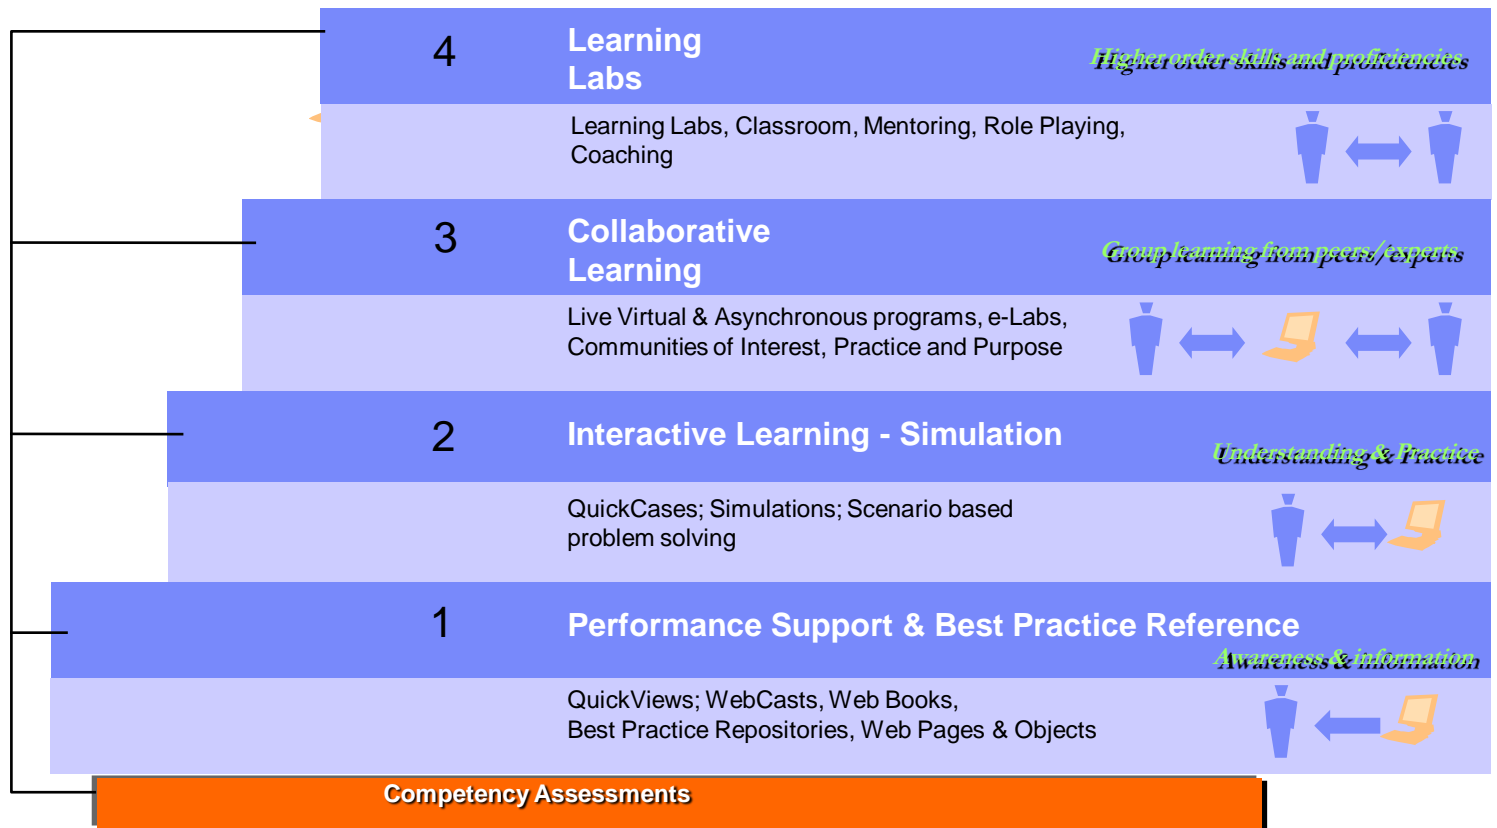 4
Learning
Labs
Higher order skills and proficiencies
Learning Labs, Classroom, Mentoring, Role Playing,
Coaching
3
Collaborative
Learning
Group learning from peers/experts
Live Virtual & Asynchronous programs, e-Labs,
Communities of Interest, Practice and Purpose
2
Interactive Learning - Simulation
Understanding & Practice
QuickCases; Simulations; Scenario based
problem solving
1
Performance Support & Best Practice Reference
Awareness & information
QuickViews; WebCasts, Web Books,
Best Practice Repositories, Web Pages & Objects
Competency Assessments